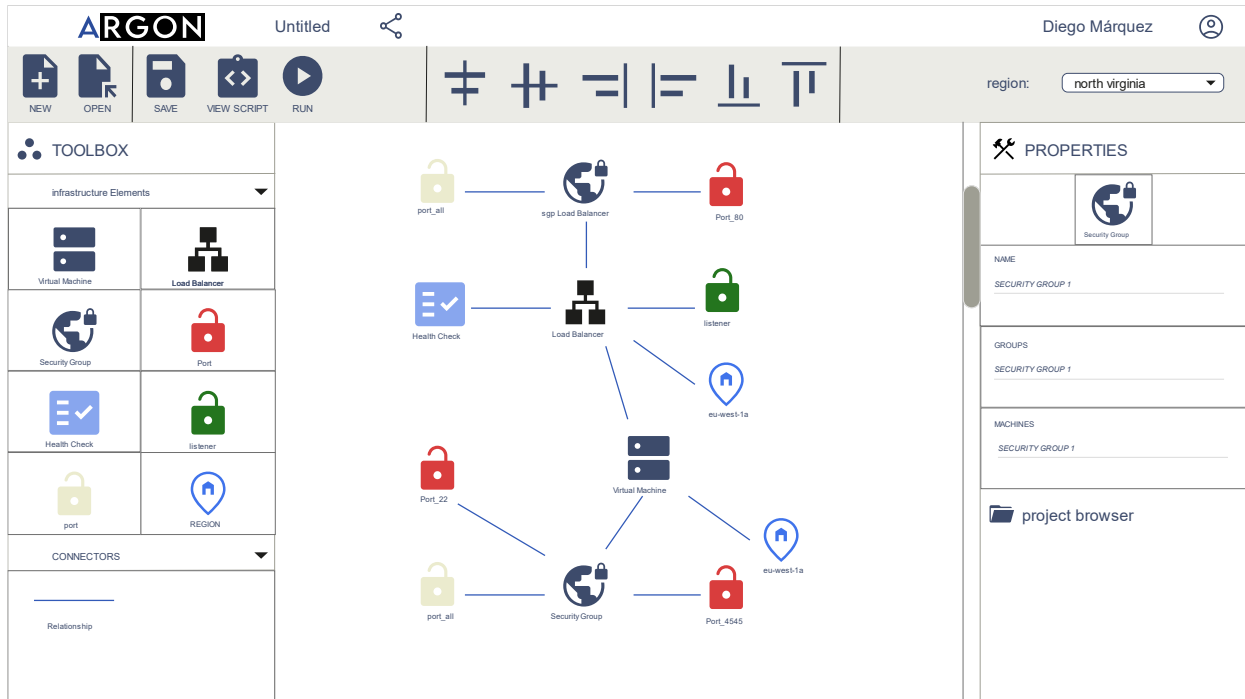 ARGON
Untitled
Diego Márquez
NEW
OPEN
SAVE
VIEW SCRIPT
RUN
region:
north virginia
TOOLBOX
infrastructure Elements
Virtual Machine
Load Balancer
Security Group
Port
Health Check
listener
port
REGION
CONNECTORS
Relationship
port_all
sgp Load Balancer
Port_80
Health Check
Load Balancer
listener
eu-west-1a
Port_22
Virtual Machine
eu-west-1a
port_all
Security Group
Port_4545
PROPERTIES
Security Group
NAME
SECURITY GROUP 1
GROUPS
SECURITY GROUP 1
MACHINES
SECURITY GROUP 1
project browser